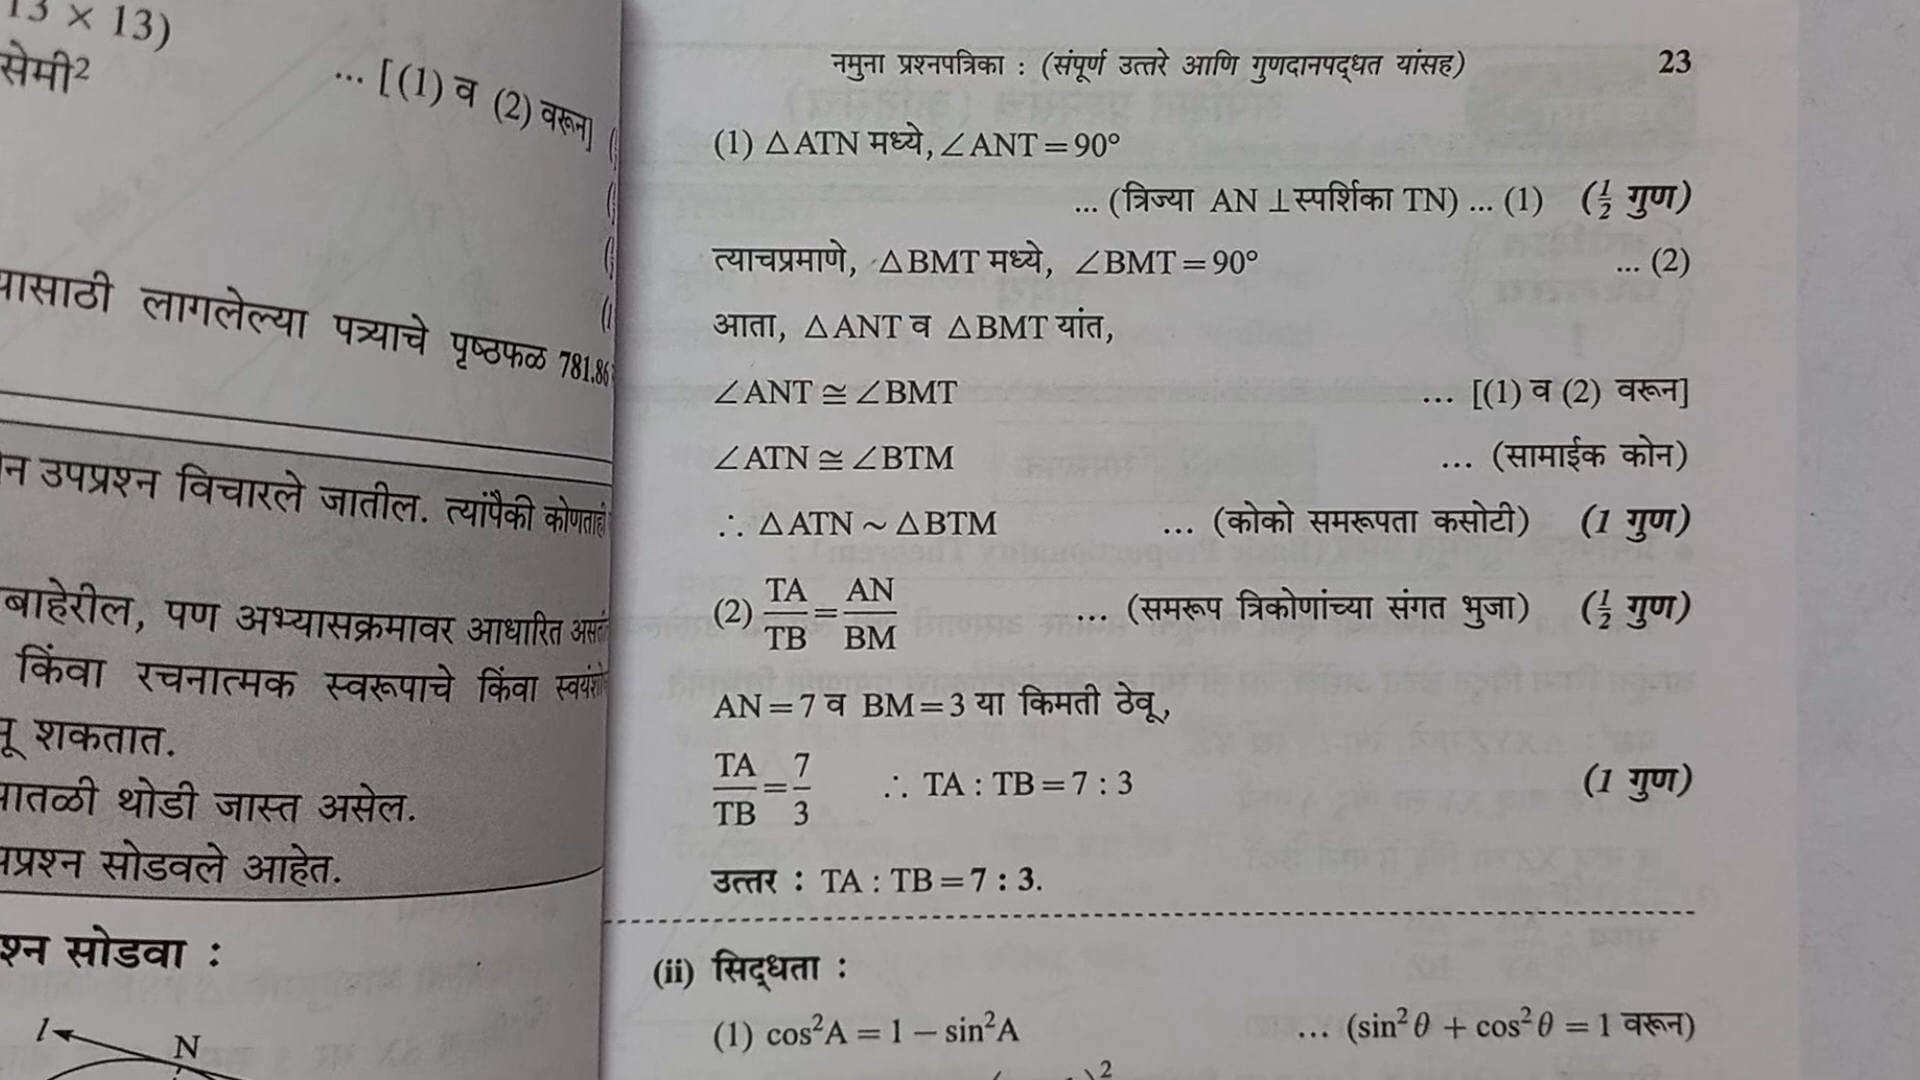 13 × 13)
सेमी²
... [(1) व (2) वरून]
लागलेल्या पत्र्याचे पृष्ठफळ 781.86
उपप्रश्न विचारले जातील. त्यांपैकी कोणताही
बाहेरील, पण अभ्यासक्रमावर आधारित
किंवा रचनात्मक स्वरूपाचे किंवा
शकतात.
थोडी जास्त असेल.
सोडवले आहेत.
सोडवा :
l
N
नमुना प्रश्नपत्रिका : (संपूर्ण उत्तरे आणि गुणदानपद्धत यांसह) 23
(1) △ATN मध्ये, ∠ANT = 90°
... (त्रिज्या AN ⊥ स्पर्शिका TN) ... (1) (½ गुण)
त्याचप्रमाणे, △BMT मध्ये, ∠BMT = 90° ... (2)
आता, △ANT व △BMT यांत,
∠ANT ≅ ∠BMT ... [(1) व (2) वरून]
∠ATN ≅ ∠BTM ... (सामाईक कोन)
∴ △ATN ~ △BTM ... (कोको समरूपता कसोटी) (1 गुण)
(2) TA/TB = AN/BM ... (समरूप त्रिकोणांच्या संगत भुजा) (½ गुण)
AN = 7 व BM = 3 या किमती ठेवू,
TA/TB = 7/3 ∴ TA : TB = 7 : 3 (1 गुण)
उत्तर : TA : TB = 7 : 3.
(ii) सिद्धता :
(1) cos²A = 1 − sin²A ... (sin²θ + cos²θ = 1 वरून)